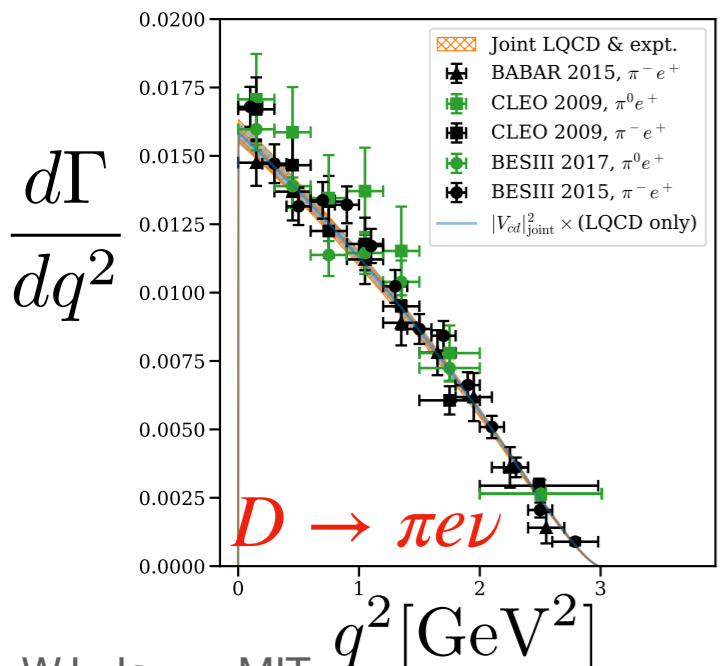 0.0200
0.0175
0.0150
0.0125
0.0100
0.0075
0.0050
0.0025
0.0000
dΓ
dq²
Joint LQCD & expt.
BABAR 2015, π⁻e⁺
CLEO 2009, π⁰e⁺
CLEO 2009, π⁻e⁺
BESIII 2017, π⁰e⁺
BESIII 2015, π⁻e⁺
|V_cd|²_joint × (LQCD only)
D → πeν
0 1 2 3
q²[GeV²]
MIT